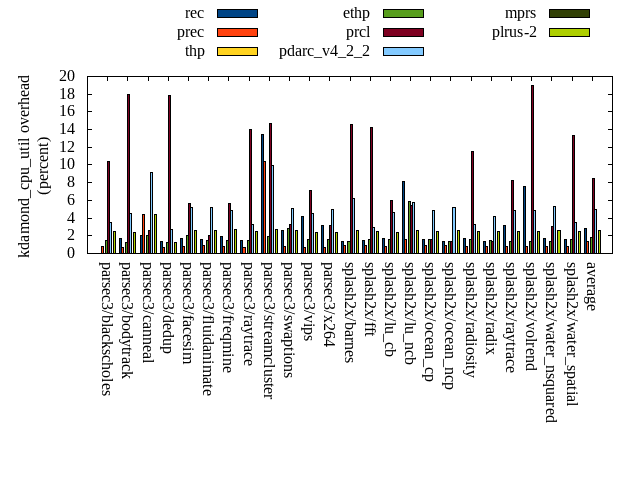 rec ethp mprs
prec prcl plrus-2
thp pdarc_v4_2_2
kdamond_cpu_util overhead
(percent)
20
18
16
14
12
10
8
6
4
2
0
parsec3/blackscholes
parsec3/bodytrack
parsec3/canneal
parsec3/dedup
parsec3/facesim
parsec3/fluidanimate
parsec3/freqmine
parsec3/raytrace
parsec3/streamcluster
parsec3/swaptions
parsec3/vips
parsec3/x264
splash2x/barnes
splash2x/fft
splash2x/lu_cb
splash2x/lu_ncb
splash2x/ocean_cp
splash2x/ocean_ncp
splash2x/radiosity
splash2x/radix
splash2x/raytrace
splash2x/volrend
splash2x/water_nsquared
splash2x/water_spatial
average